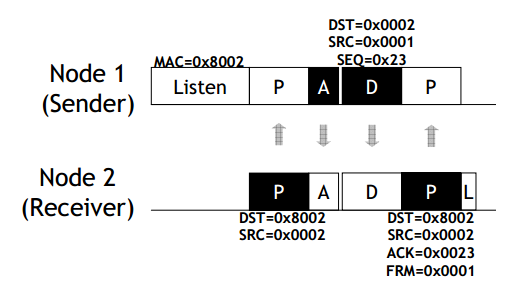 DST=0x0002
SRC=0x0001
SEQ=0x23
MAC=0x8002
Node 1
(Sender)
Listen P A D P
Node 2
(Receiver)
P A D P L
DST=0x8002
SRC=0x0002
DST=0x8002
SRC=0x0002
ACK=0x0023
FRM=0x0001